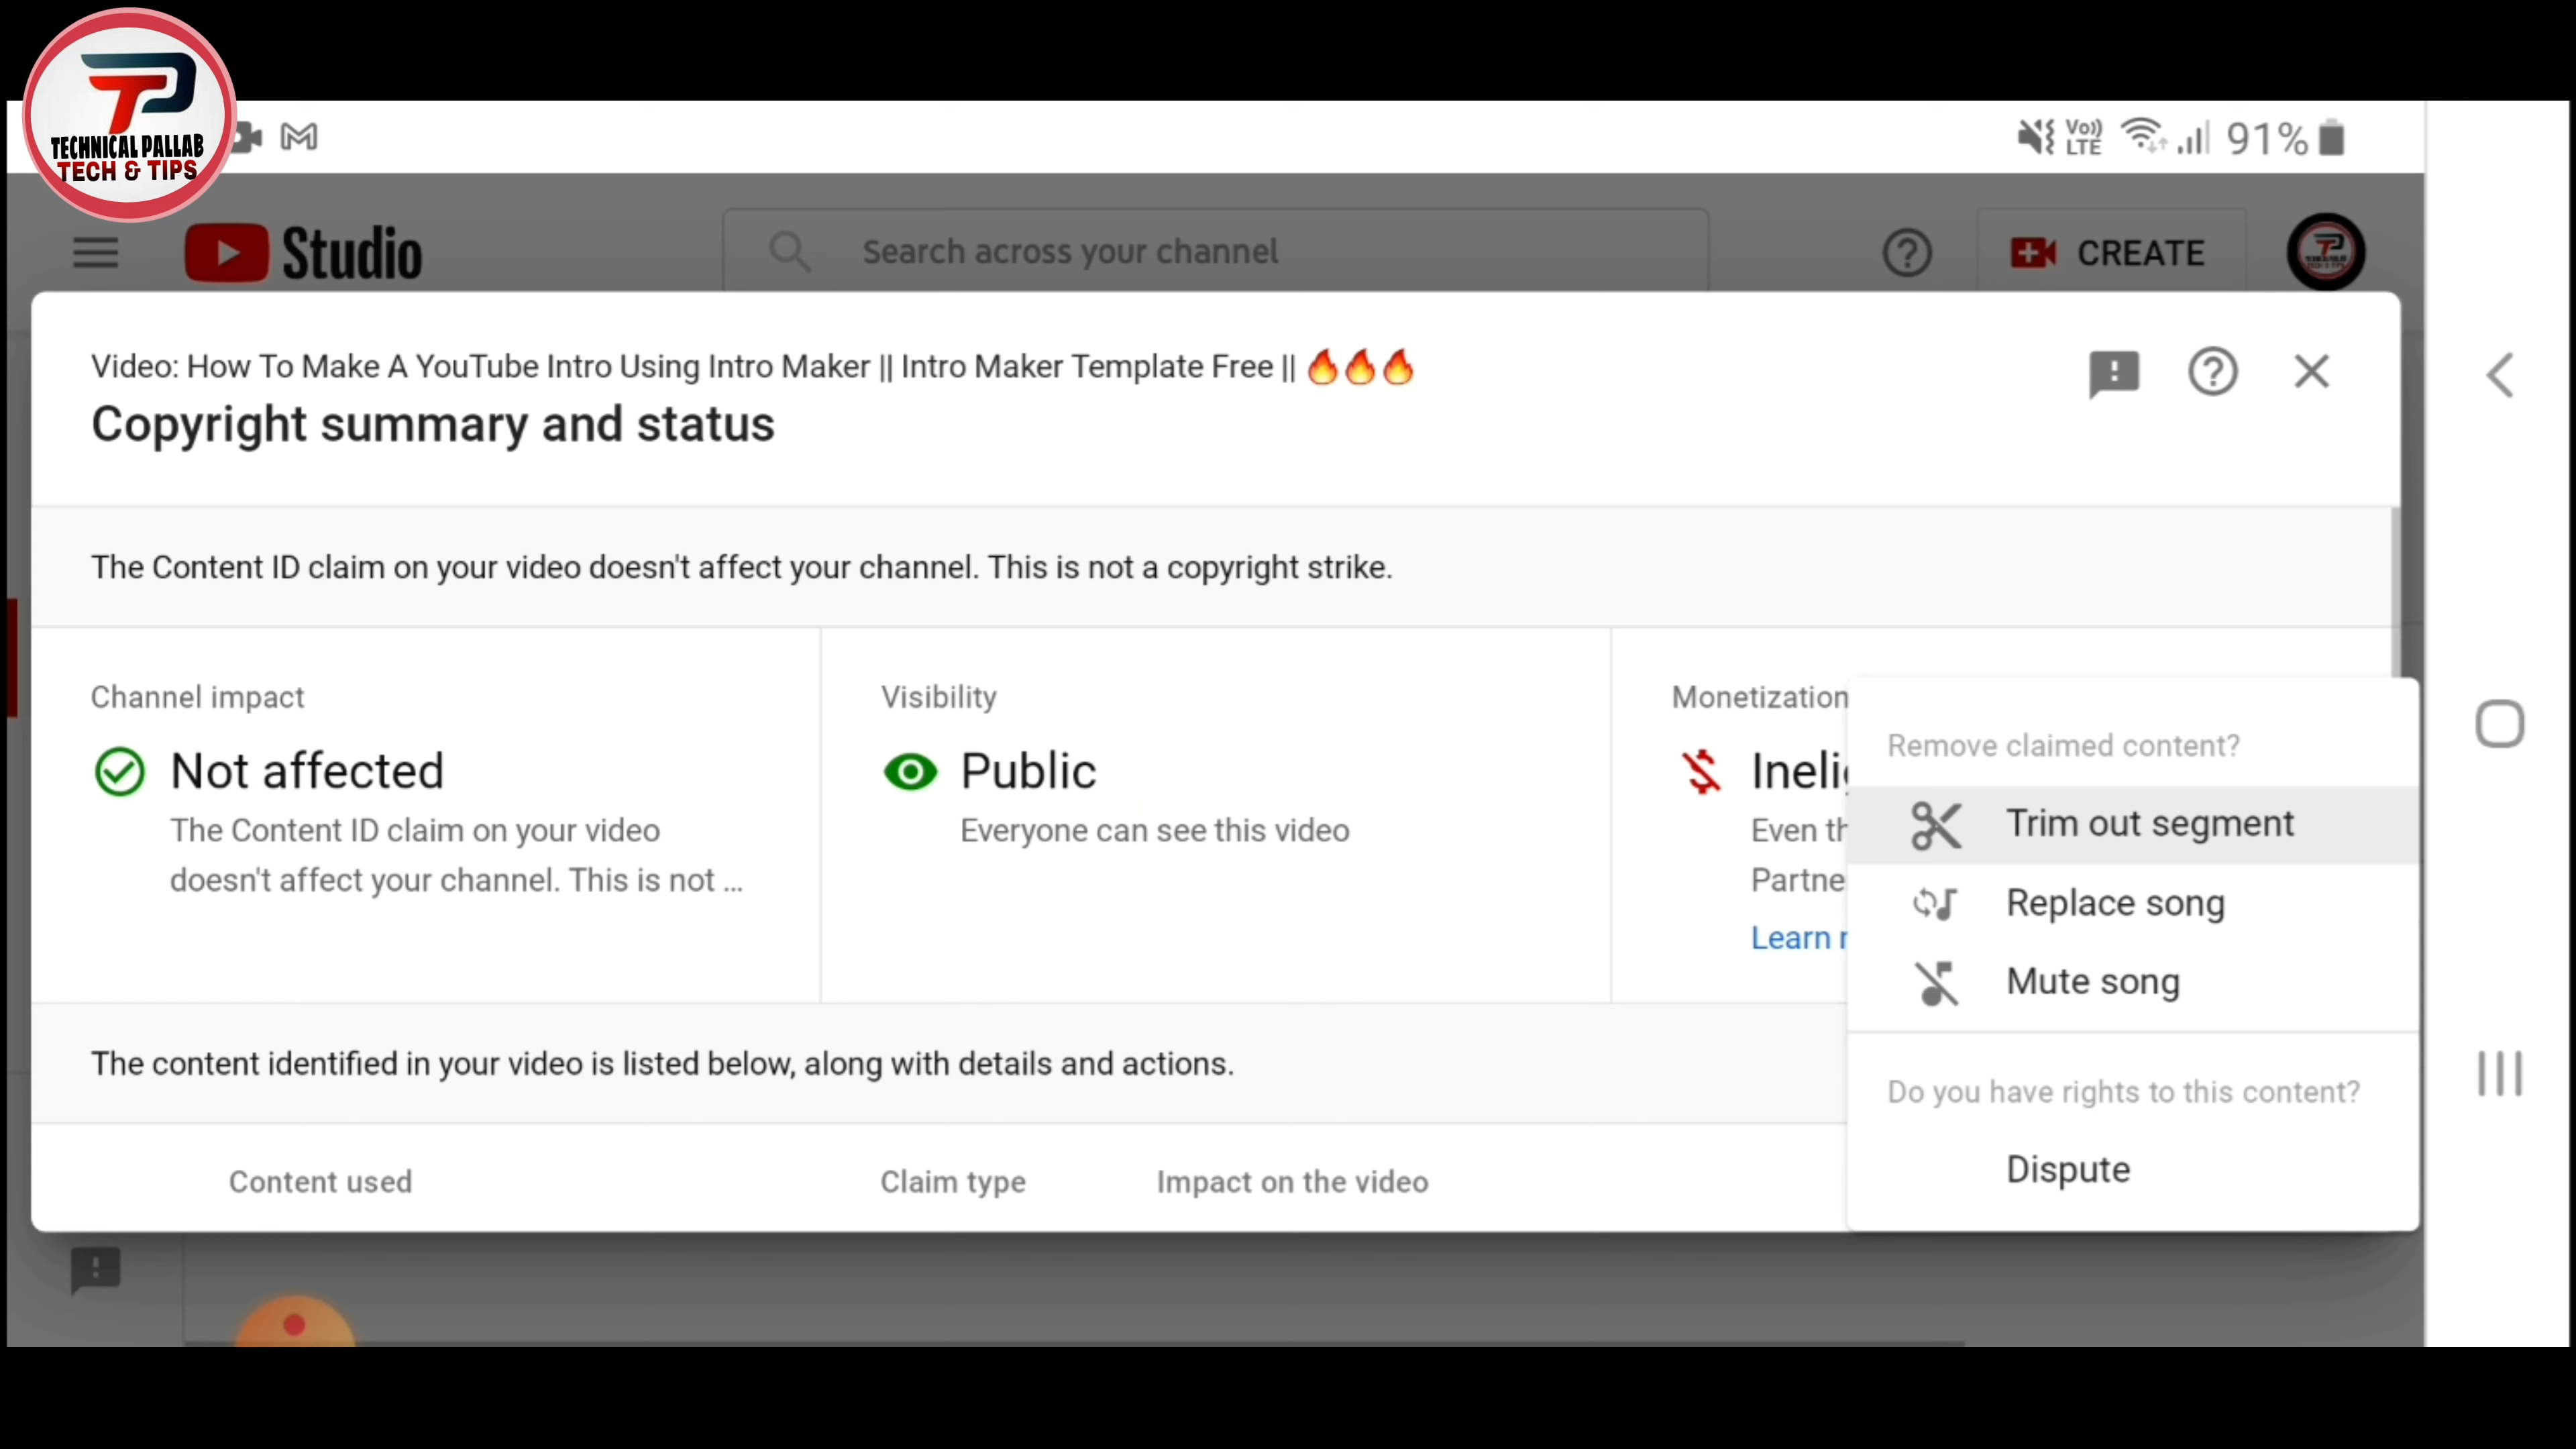 TECHNICAL PALLAB
TECH & TIPS
Vo))
LTE
91%
Studio
Search across your channel
CREATE
Video: How To Make A YouTube Intro Using Intro Maker || Intro Maker Template Free || 🔥🔥🔥
Copyright summary and status
The Content ID claim on your video doesn't affect your channel. This is not a copyright strike.
Channel impact
Not affected
The Content ID claim on your video
doesn't affect your channel. This is not ...
Visibility
Public
Everyone can see this video
Monetization
Even
Learn
Remove claimed content?
Trim out segment
Replace song
Mute song
Do you have rights to this content?
Dispute
The content identified in your video is listed below, along with details and actions.
Content used
Claim type
Impact on the video